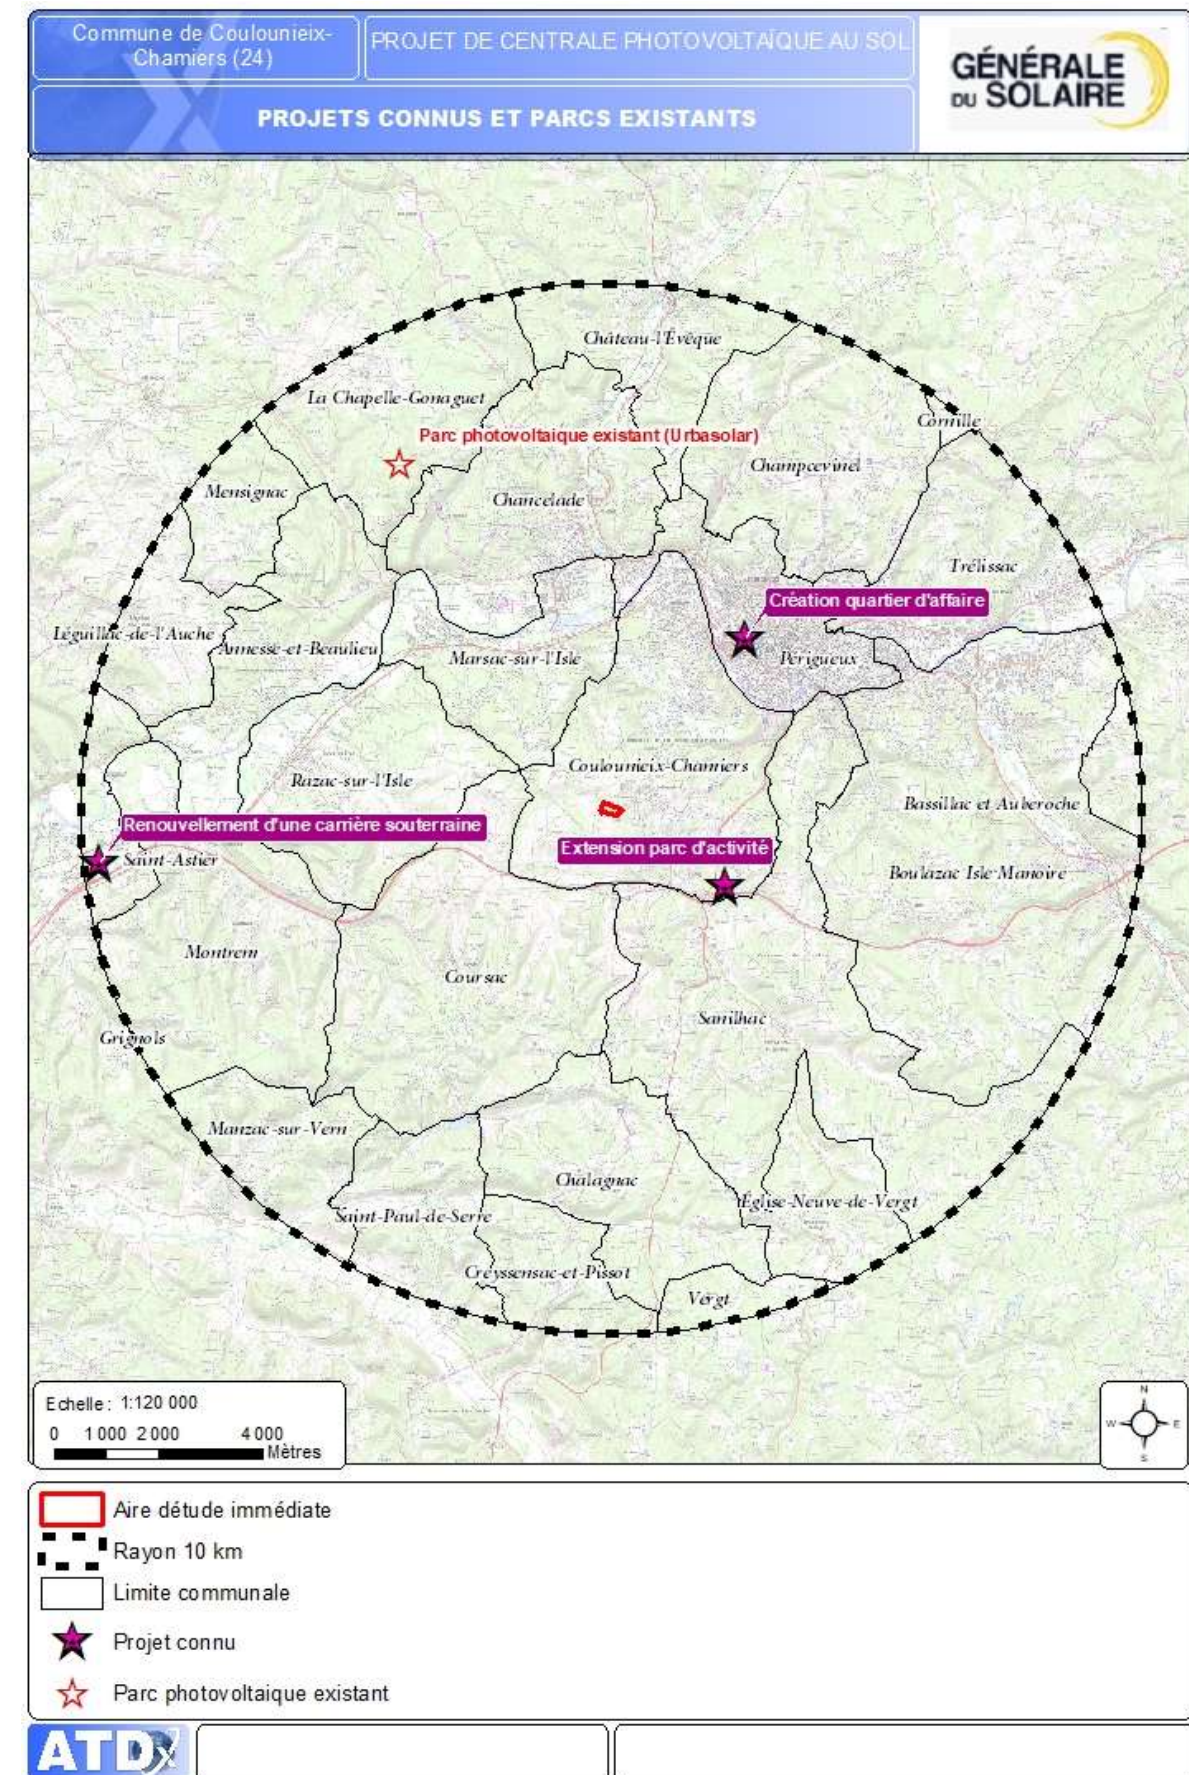 Commune de Coulounieix-
Chamiers (24)
PROJET DE CENTRALE PHOTOVOLTAÏQUE AU SOL
PROJETS CONNUS ET PARCS EXISTANTS
GÉNÉRALE
DU SOLAIRE
Château-l'Évêque
La Chapelle-Gonaguet
Cornille
Parc photovoltaique existant (Urbasolar)
Champcevinel
Mensignac
Chancelade
Trélissac
Création quartier d'affaire
Léguillac-de-l'Auche
Annesse-et-Beaulieu
Marsac-sur-l'Isle
Périgueux
Coulounieix-Chamiers
Razac-sur-l'Isle
Bassillac et Auberoche
Renouvellement d'une carrière souterraine
Extension parc d'activité
Saint-Astier
Boulazac Isle Manoire
Montrem
Coursac
Sanilhac
Grignols
Manzac-sur-Vern
Chalagnac
Église-Neuve-de-Vergt
Saint-Paul-de-Serre
Creyssensac-et-Pissot
Vergt
Echelle : 1:120 000
0 1 000 2 000 4 000
Mètres
N
W E
S
Aire détude immédiate
Rayon 10 km
Limite communale
Projet connu
Parc photovoltaique existant
ATDx